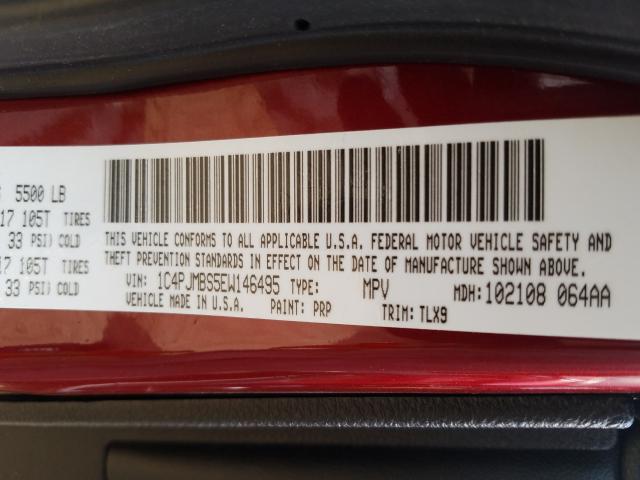 5500 LB
17 105T TIRES
33 PSI) COLD
17 105T TIRES
33 PSI) COLD
THIS VEHICLE CONFORMS TO ALL APPLICABLE U.S.A. FEDERAL MOTOR VEHICLE SAFETY AND
THEFT PREVENTION STANDARDS IN EFFECT ON THE DATE OF MANUFACTURE SHOWN ABOVE.
VIN: 1C4PJMBS5EW146495 TYPE: MPV MDH: 102108 064AA
VEHICLE MADE IN U.S.A. PAINT: PRP TRIM: TLX9